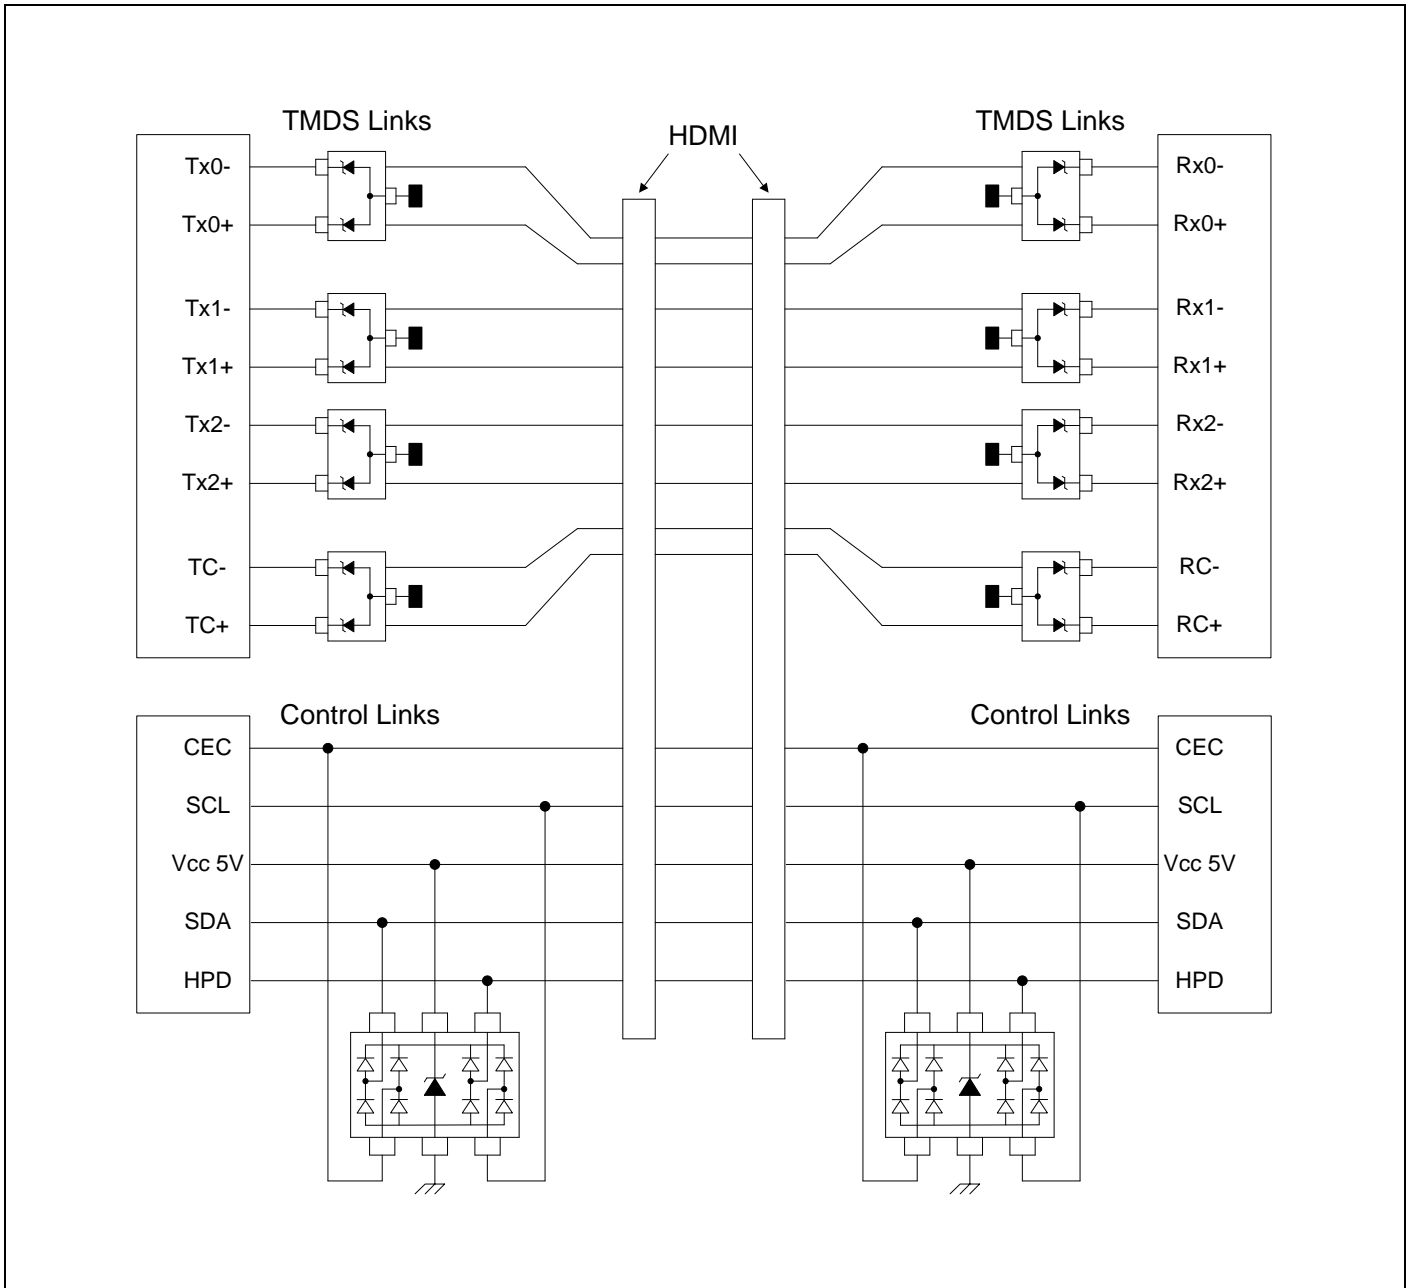 TMDS Links
HDMI
TMDS Links
Tx0-
Rx0-
Tx0+
Rx0+
Tx1-
Rx1-
Tx1+
Rx1+
Tx2-
Rx2-
Tx2+
Rx2+
TC-
RC-
TC+
RC+
Control Links
Control Links
CEC
CEC
SCL
SCL
Vcc 5V
Vcc 5V
SDA
SDA
HPD
HPD